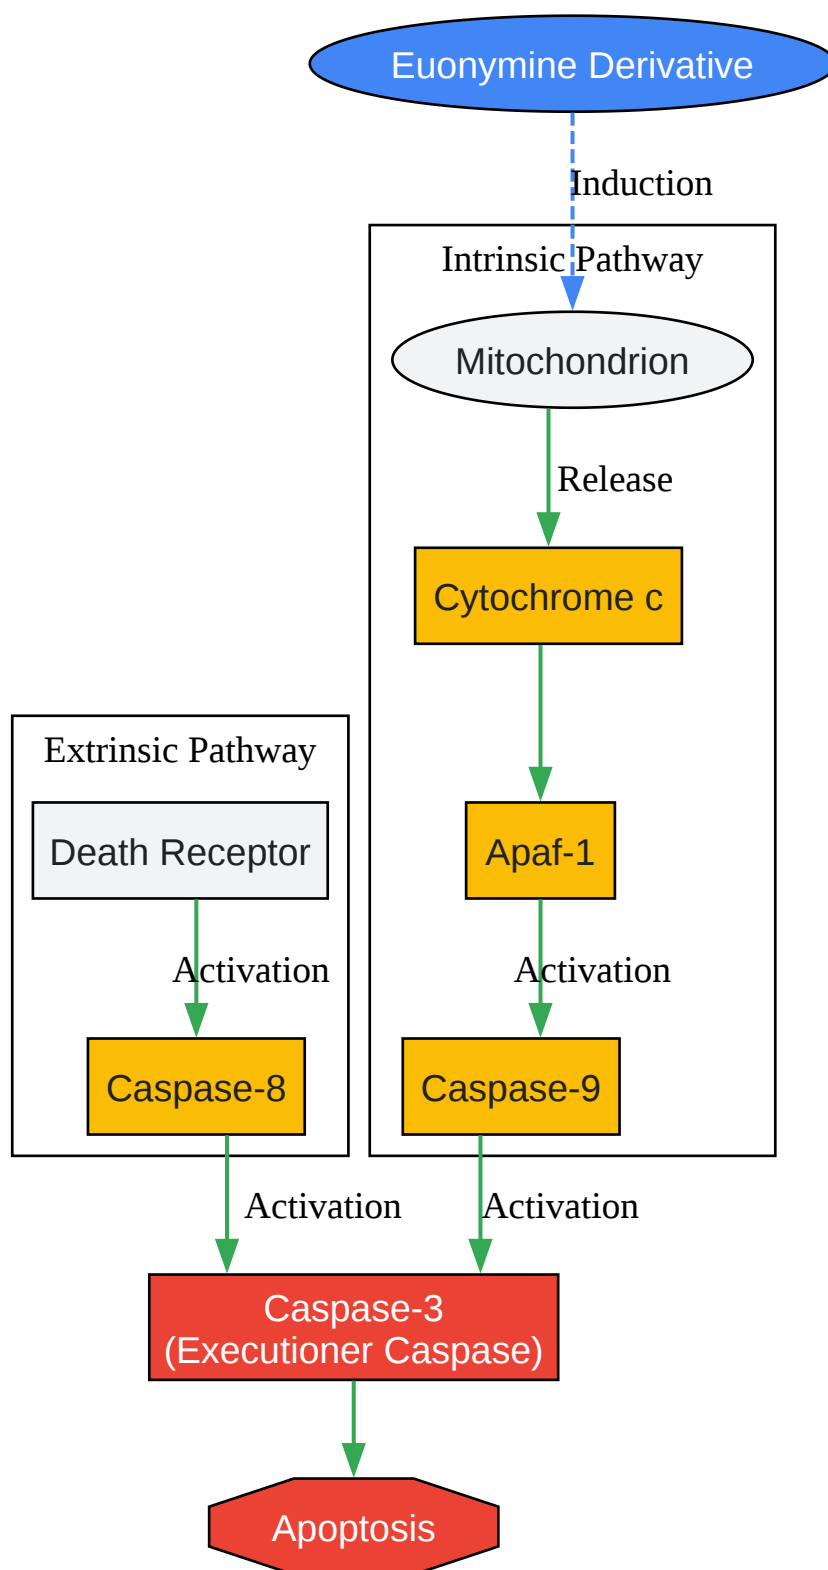 Euonymine Derivative
Induction
Intrinsic Pathway
Mitochondrion
Release
Cytochrome c
Extrinsic Pathway
Death Receptor
Apaf-1
Activation
Activation
Caspase-8
Caspase-9
Activation
Activation
Caspase-3
(Executioner Caspase)
Apoptosis